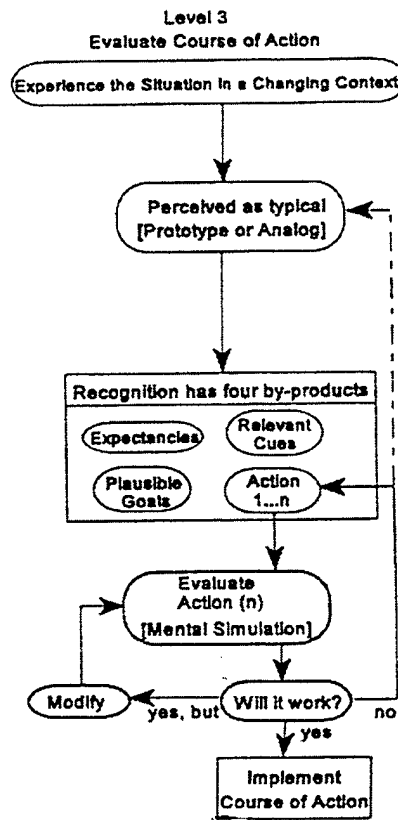 Level 3
Evaluate Course of Action
Experience the Situation in a Changing Context
Perceived as typical
[Prototype or Analog]
Recognition has four by-products
Expectancies
Relevant
Cues
Plausible
Goals
Action
1...n
Evaluate
Action (n)
[Mental Simulation]
Modify
yes, but
Will it work?
no
yes
Implement
Course of Action